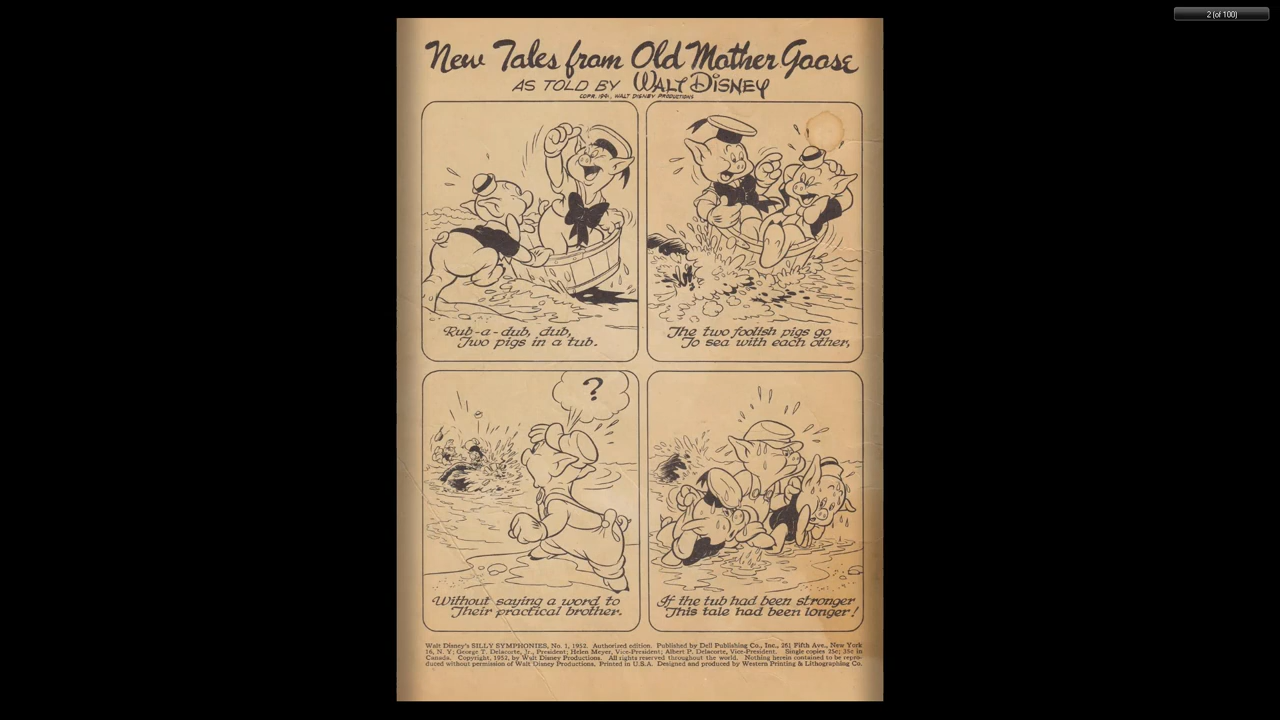 2 (of 100)
New Tales from Old Mother Goose
AS TOLD BY WALT DISNEY
COPR. 1941, WALT DISNEY PRODUCTIONS
Rub-a-dub, dub,
Two pigs in a tub.
The two foolish pigs go
To sea with each other,
?
Without saying a word to
Their practical brother.
If the tub had been stronger
This tale had been longer!
Walt Disney's SILLY SYMPHONIES, No. 1, 1952. Authorized edition. Published by Dell Publishing Co., Inc., 261 Fifth Ave., New York
16, N. Y; George T. Delacorte, Jr., President; Helen Meyer, Vice-President; Albert P. Delacorte, Vice-President. Single copies 25c; 35c in
Canada. Copyright, 1952, by Walt Disney Productions. All rights reserved throughout the world. Nothing herein contained to be repro-
duced without permission of Walt Disney Productions. Printed in U.S.A. Designed and produced by Western Printing & Lithographing Co.